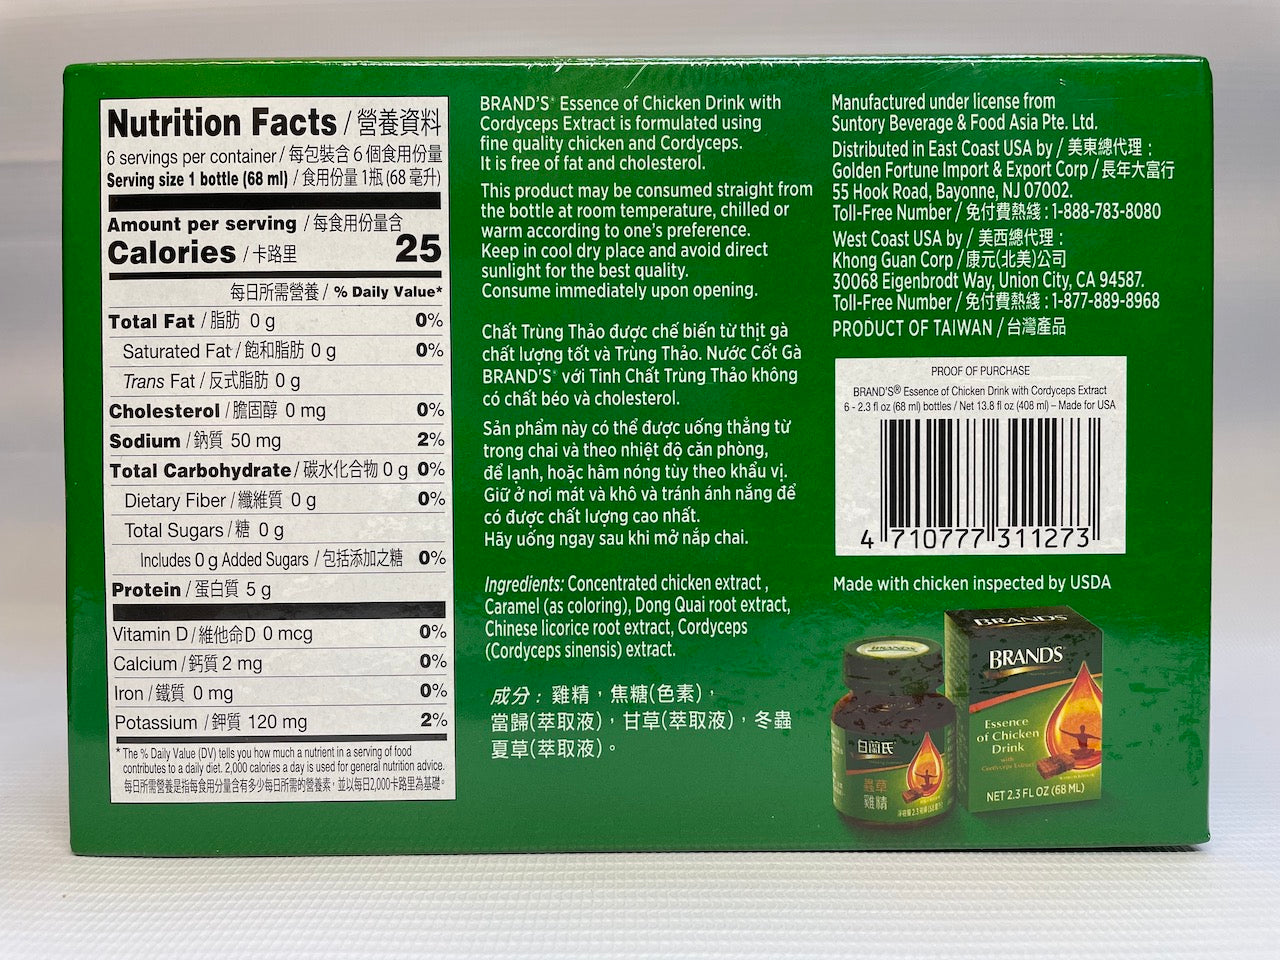 Nutrition Facts / 營養資料
6 servings per container / 每包裝含 6 個食用份量
Serving size 1 bottle (68 ml) / 食用份量 1瓶 (68 毫升)
Amount per serving / 每食用份量含
Calories / 卡路里 25
每日所需營養 / % Daily Value*
Total Fat / 脂肪 0 g 0%
Saturated Fat / 飽和脂肪 0 g 0%
Trans Fat / 反式脂肪 0 g
Cholesterol / 膽固醇 0 mg 0%
Sodium / 鈉質 50 mg 2%
Total Carbohydrate / 碳水化合物 0 g 0%
Dietary Fiber / 纖維質 0 g 0%
Total Sugars / 糖 0 g
Includes 0 g Added Sugars / 包括添加之糖 0%
Protein / 蛋白質 5 g
Vitamin D / 維他命D 0 mcg 0%
Calcium / 鈣質 2 mg 0%
Iron / 鐵質 0 mg 0%
Potassium / 鉀質 120 mg 2%
* The % Daily Value (DV) tells you how much a nutrient in a serving of food
contributes to a daily diet. 2,000 calories a day is used for general nutrition advice.
每日所需營養是指每食用分量含有多少每日所需的營養素，並以每日2,000卡路里為基礎。
BRAND'S® Essence of Chicken Drink with
Cordyceps Extract is formulated using
fine quality chicken and Cordyceps.
It is free of fat and cholesterol.
This product may be consumed straight from
the bottle at room temperature, chilled or
warm according to one's preference.
Keep in cool dry place and avoid direct
sunlight for the best quality.
Consume immediately upon opening.
Chất Trùng Thảo được chế biến từ thịt gà
chất lượng tốt và Trùng Thảo. Nước Cốt Gà
BRAND'S® với Tinh Chất Trùng Thảo không
có chất béo và cholesterol.
Sản phẩm này có thể được uống thẳng từ
trong chai và theo nhiệt độ căn phòng,
để lạnh, hoặc hâm nóng tùy theo khẩu vị.
Giữ ở nơi mát và khô và tránh ánh nắng để
có được chất lượng cao nhất.
Hãy uống ngay sau khi mở nắp chai.
Ingredients: Concentrated chicken extract ,
Caramel (as coloring), Dong Quai root extract,
Chinese licorice root extract, Cordyceps
(Cordyceps sinensis) extract.
成分 : 雞精，焦糖(色素)，
當歸(萃取液)，甘草(萃取液)，冬蟲
夏草(萃取液)。
Manufactured under license from
Suntory Beverage & Food Asia Pte. Ltd.
Distributed in East Coast USA by / 美東總代理 :
Golden Fortune Import & Export Corp / 長年大富行
55 Hook Road, Bayonne, NJ 07002.
Toll-Free Number / 免付費熱綫 : 1-888-783-8080
West Coast USA by / 美西總代理 :
Khong Guan Corp / 康元(北美)公司
30068 Eigenbrodt Way, Union City, CA 94587.
Toll-Free Number / 免付費熱綫 : 1-877-889-8968
PRODUCT OF TAIWAN / 台灣產品
PROOF OF PURCHASE
BRAND'S® Essence of Chicken Drink with Cordyceps Extract
6 - 2.3 fl oz (68 ml) bottles / Net 13.8 fl oz (408 ml) – Made for USA
4 710777 311273
Made with chicken inspected by USDA
BRAND'S
BRAND'S
Essence
of Chicken
Drink
with
Cordyceps Extract
NET 2.3 FL OZ (68 ML)
白蘭氏
蟲草
雞精